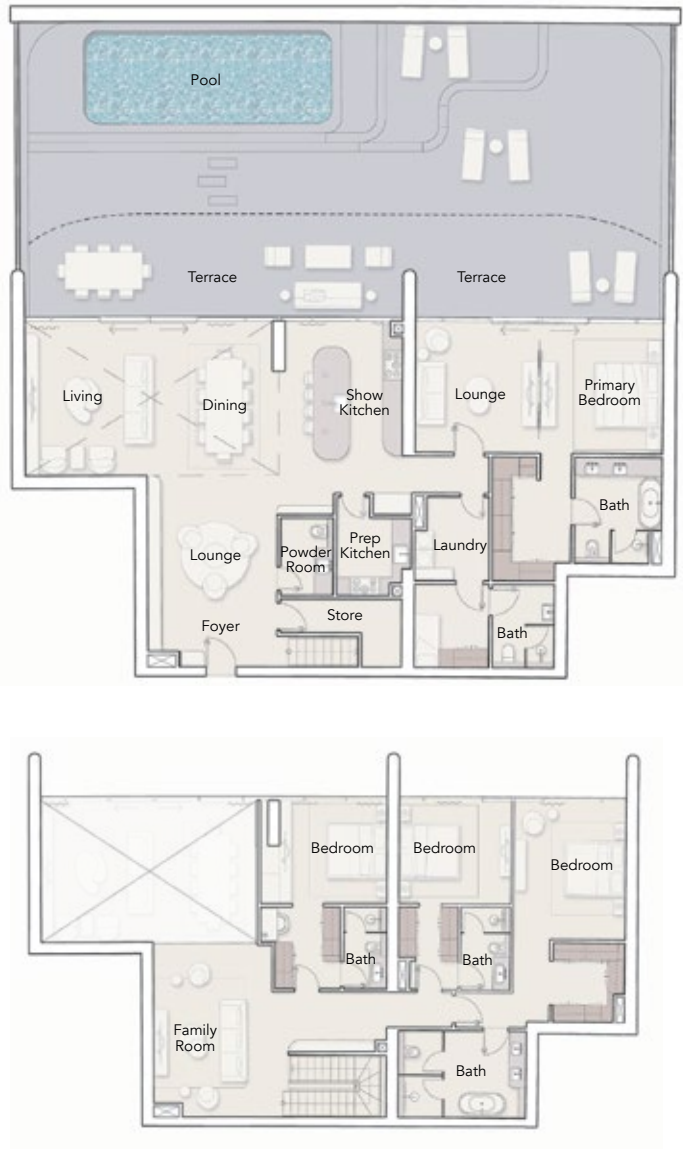 Pool
Terrace
Terrace
Living
Dining
Show
Kitchen
Lounge
Primary
Bedroom
Bath
Lounge
Powder
Room
Prep
Kitchen
Laundry
Store
Foyer
Bath
Bedroom
Bedroom
Bedroom
Bath
Bath
Family
Room
Bath